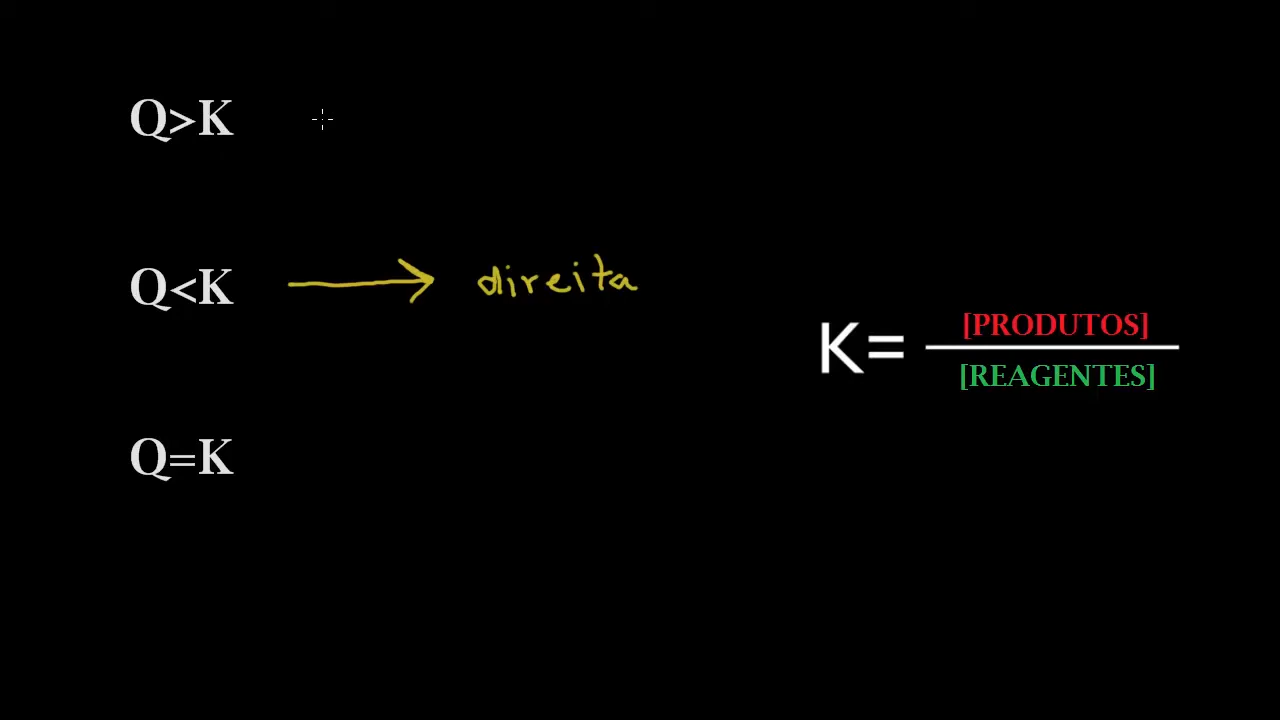 Q>K
Q<K direita
Q=K
K= [PRODUTOS]
[REAGENTES]